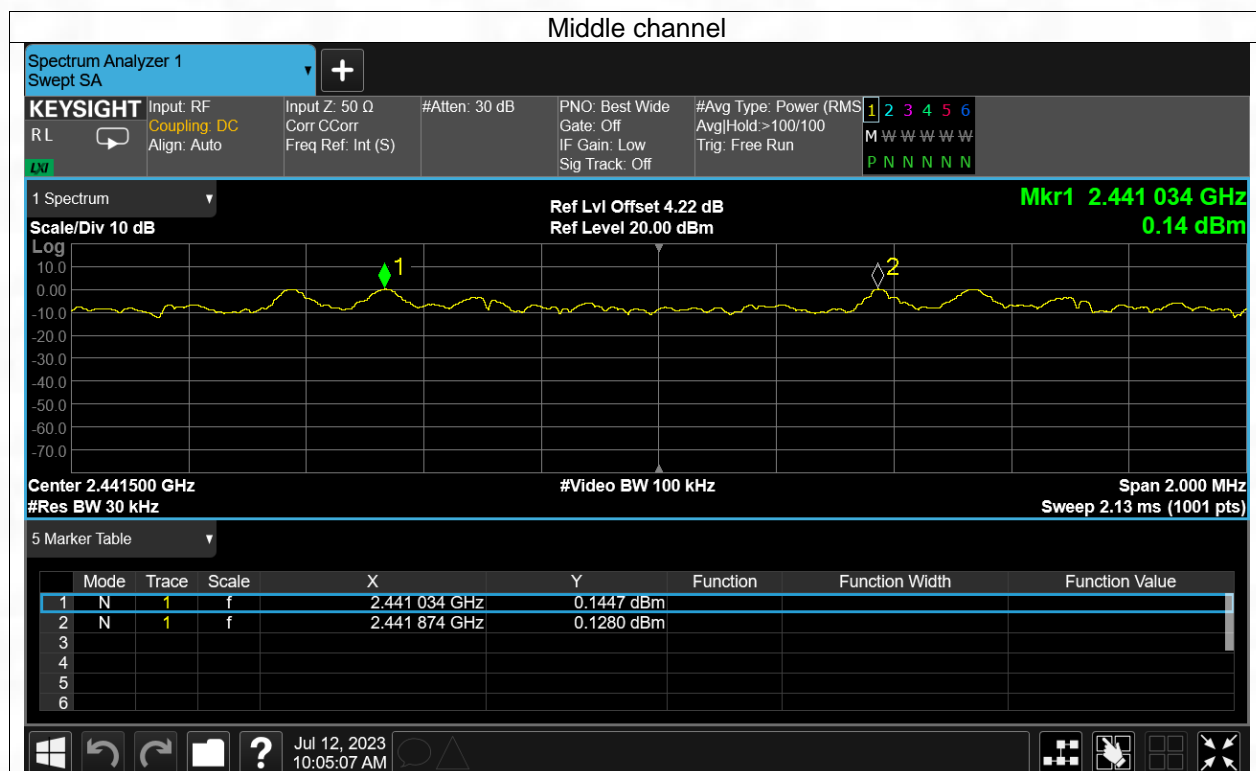 Middle channel
Spectrum Analyzer 1
Swept SA
KEYSIGHT
R L
LXI
Input: RF
Coupling: DC
Align: Auto
Input Z: 50 Ω
Corr CCorr
Freq Ref: Int (S)
#Atten: 30 dB
PNO: Best Wide
Gate: Off
IF Gain: Low
Sig Track: Off
#Avg Type: Power (RMS
Avg|Hold:>100/100
Trig: Free Run
1 2 3 4 5 6
M W W W W W
P N N N N N
1 Spectrum
Scale/Div 10 dB
Ref Lvl Offset 4.22 dB
Ref Level 20.00 dBm
Mkr1 2.441 034 GHz
0.14 dBm
Log
10.0
0.00
-10.0
-20.0
-30.0
-40.0
-50.0
-60.0
-70.0
1
2
Center 2.441500 GHz
#Res BW 30 kHz
#Video BW 100 kHz
Span 2.000 MHz
Sweep 2.13 ms (1001 pts)
5 Marker Table
Mode Trace Scale X Y Function Function Width Function Value
1 N 1 f 2.441 034 GHz 0.1447 dBm
2 N 1 f 2.441 874 GHz 0.1280 dBm
3
4
5
6
?
Jul 12, 2023
10:05:07 AM